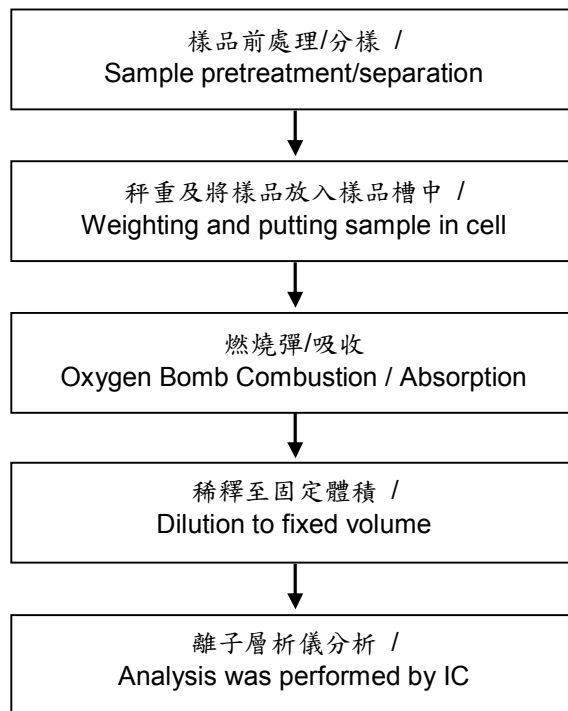 樣品前處理/分樣 /
Sample pretreatment/separation
秤重及將樣品放入樣品槽中 /
Weighting and putting sample in cell
燃燒彈/吸收
Oxygen Bomb Combustion / Absorption
稀釋至固定體積 /
Dilution to fixed volume
離子層析儀分析 /
Analysis was performed by IC